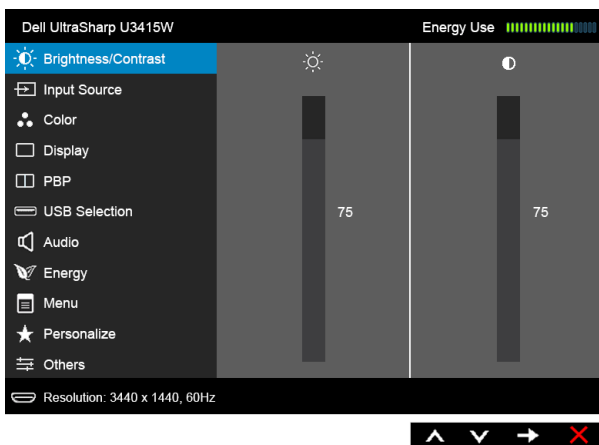 Dell UltraSharp U3415W
Energy Use
Brightness/Contrast
Input Source
Color
Display
PBP
USB Selection
75
75
Audio
Energy
Menu
Personalize
Others
Resolution: 3440 x 1440, 60Hz